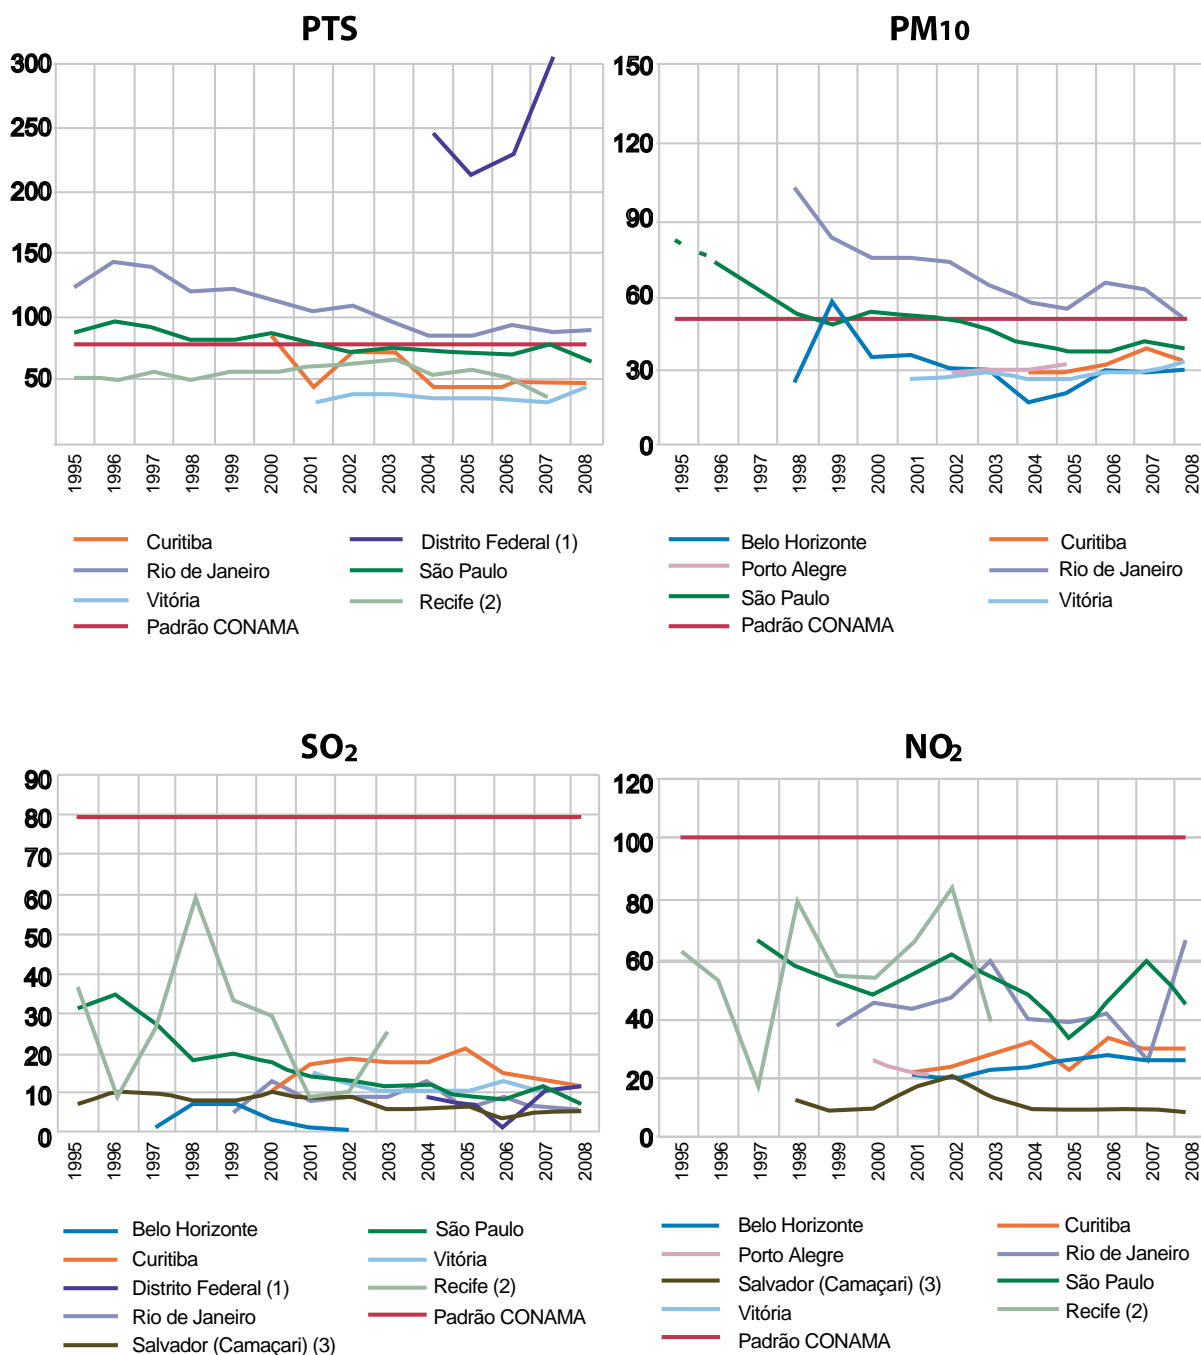 PTS
300
250
200
150
100
50
1995 1996 1997 1998 1999 2000 2001 2002 2003 2004 2005 2006 2007 2008
Curitiba
Rio de Janeiro
Vitória
Padrão CONAMA
Distrito Federal (1)
São Paulo
Recife (2)
PM10
150
120
90
60
30
0
1995 1996 1997 1998 1999 2000 2001 2002 2003 2004 2005 2006 2007 2008
Belo Horizonte
Porto Alegre
São Paulo
Padrão CONAMA
Curitiba
Rio de Janeiro
Vitória
SO2
90
80
70
60
50
40
30
20
10
0
1995 1996 1997 1998 1999 2000 2001 2002 2003 2004 2005 2006 2007 2008
Belo Horizonte
Curitiba
Distrito Federal (1)
Rio de Janeiro
Salvador (Camaçari) (3)
São Paulo
Vitória
Recife (2)
Padrão CONAMA
NO2
120
100
80
60
40
20
0
1995 1996 1997 1998 1999 2000 2001 2002 2003 2004 2005 2006 2007 2008
Belo Horizonte
Porto Alegre
Salvador (Camaçari) (3)
Vitória
Padrão CONAMA
Curitiba
Rio de Janeiro
São Paulo
Recife (2)